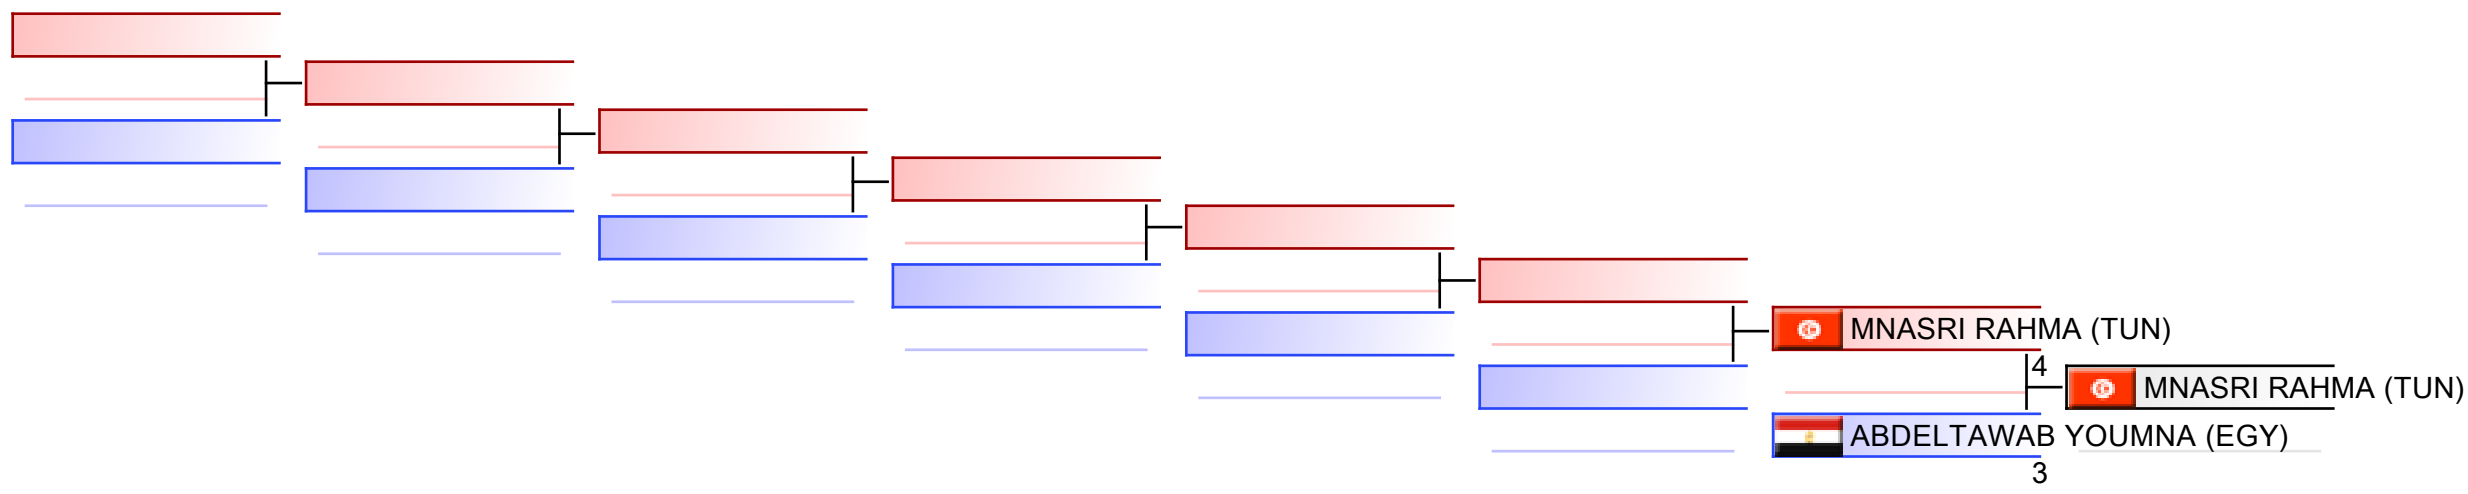 MNASRI RAHMA (TUN)
4
MNASRI RAHMA (TUN)
ABDELTAWAB YOUMNA (EGY)
3